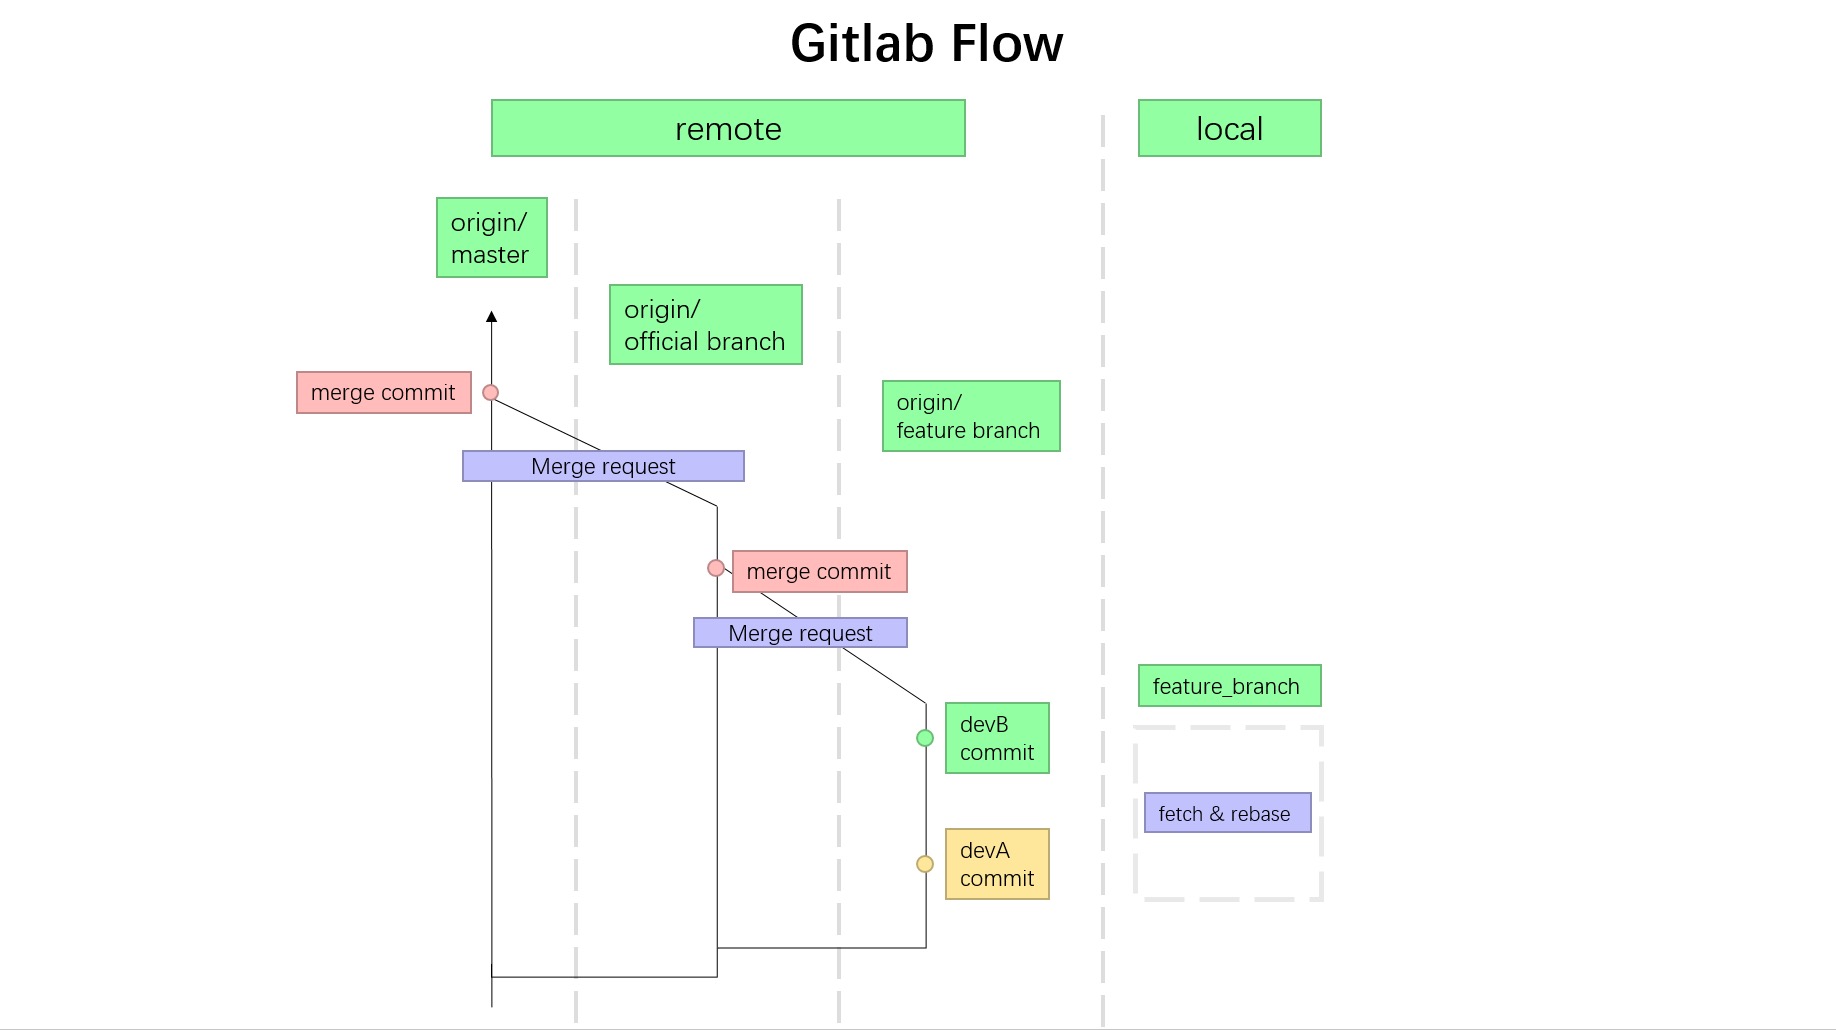 Gitlab Flow
remote
local
origin/
master
origin/
official branch
merge commit
origin/
feature branch
Merge request
merge commit
Merge request
feature_branch
devB
commit
fetch & rebase
devA
commit